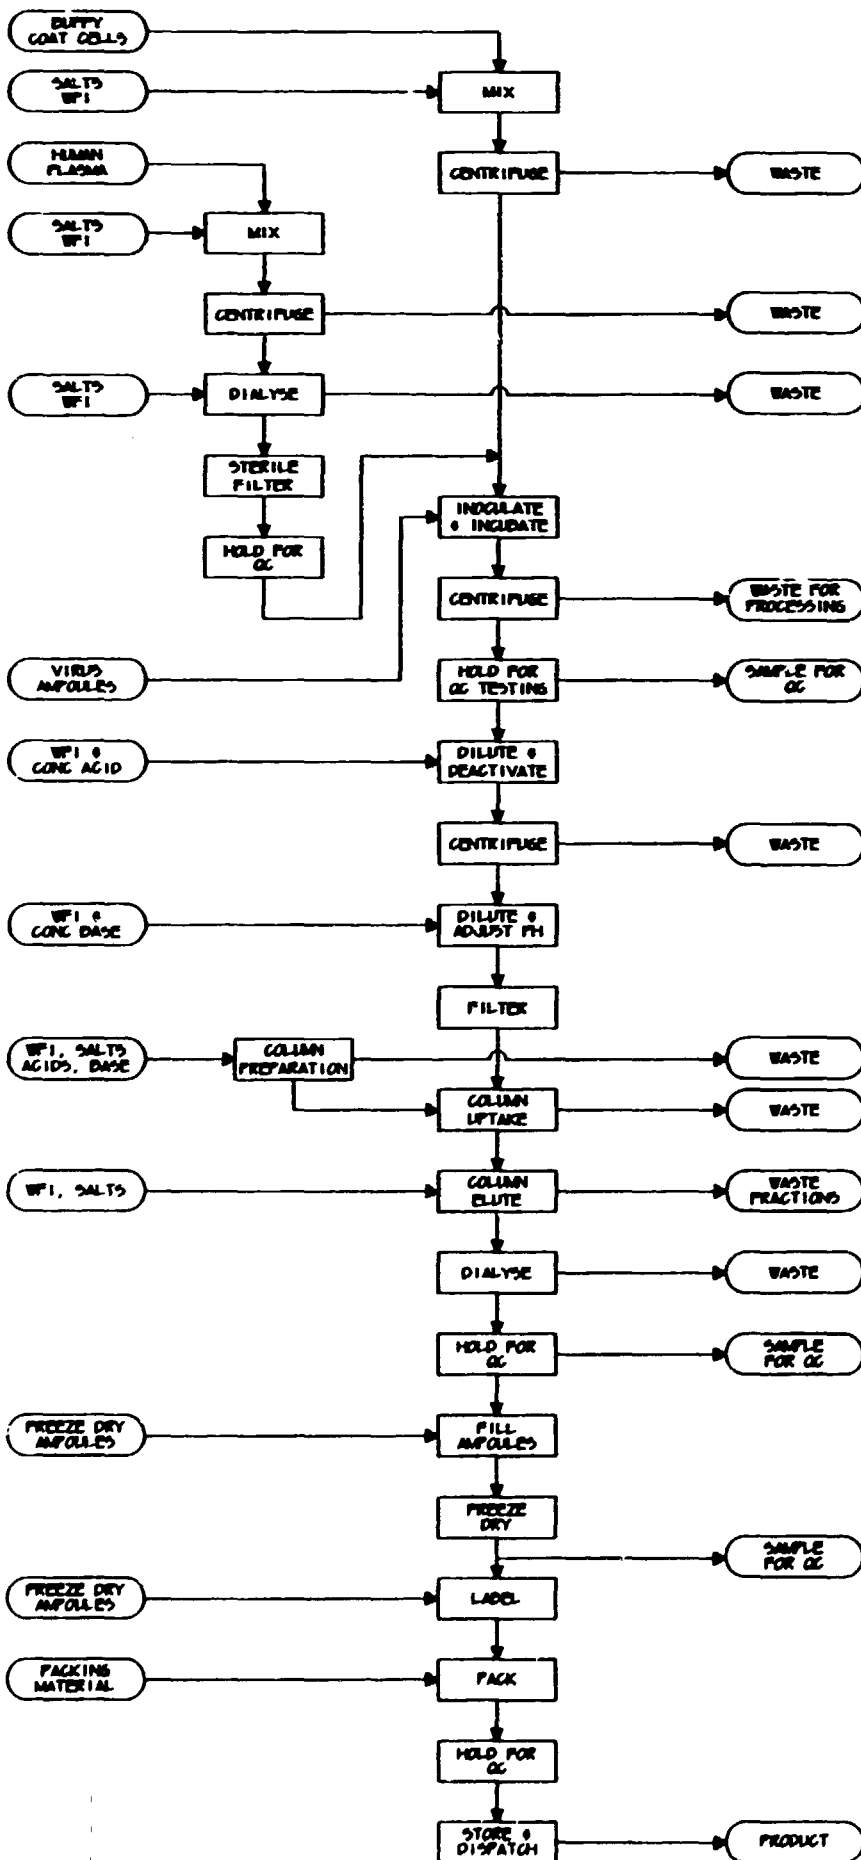 BUFFY
COAT CELLS
SALTS
WFI
MIX
HUMAN
PLASMA
CENTRIFUGE
WASTE
SALTS
WFI
MIX
CENTRIFUGE
WASTE
SALTS
WFI
DIALYSE
WASTE
STERILE
FILTER
INOCULATE
& INCUBATE
HOLD FOR
QC
CENTRIFUGE
WASTE FOR
PROCESSING
VIRUS
AMPOULES
HOLD FOR
QC TESTING
SAMPLE FOR
QC
WFI &
CONC ACID
DILUTE &
DEACTIVATE
CENTRIFUGE
WASTE
WFI &
CONC BASE
DILUTE &
ADJUST PH
FILTER
WFI, SALTS
ACIDS, BASE
COLUMN
PREPARATION
WASTE
COLUMN
UPTAKE
WASTE
WFI, SALTS
COLUMN
ELUTE
WASTE
FRACTIONS
DIALYSE
WASTE
HOLD FOR
QC
SAMPLE
FOR QC
FREEZE DRY
AMPOULES
FILL
AMPOULES
FREEZE
DRY
SAMPLE
FOR QC
FREEZE DRY
AMPOULES
LABEL
PACKING
MATERIAL
PACK
HOLD FOR
QC
STORE &
DISPATCH
PRODUCT